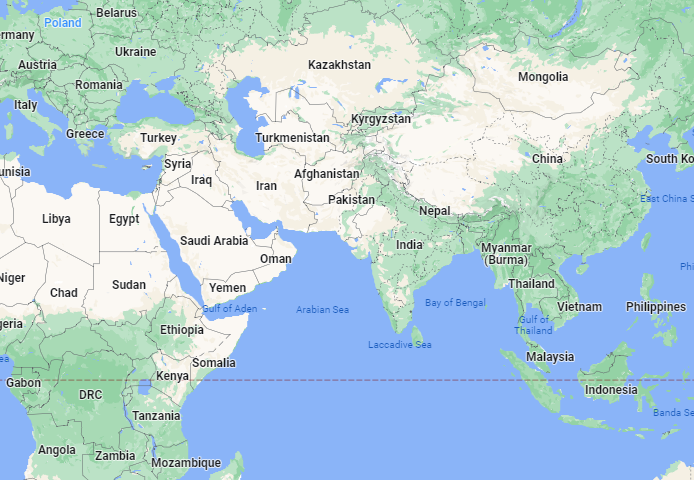 Belarus
Poland
ermany
Ukraine
Austria
Kazakhstan
Mongolia
Romania
Italy
Kyrgyzstan
Greece
Turkey
Turkmenistan
China
South Ko
Syria
unisia
Iraq
Iran
Afghanistan
Pakistan
East China S
Libya
Egypt
Nepal
Saudi Arabia
India
Myanmar
(Burma)
Oman
Phi
Niger
Chad
Sudan
Yemen
Thailand
Gulf of Aden
Arabian Sea
Bay of Bengal
Vietnam
Philippines
geria
Ethiopia
Gulf of
Thailand
Laccadive Sea
Malaysia
ea
Somalia
Gabon
Kenya
DRC
Indonesia
Tanzania
Banda Se
Angola
Zambia
Mozambique